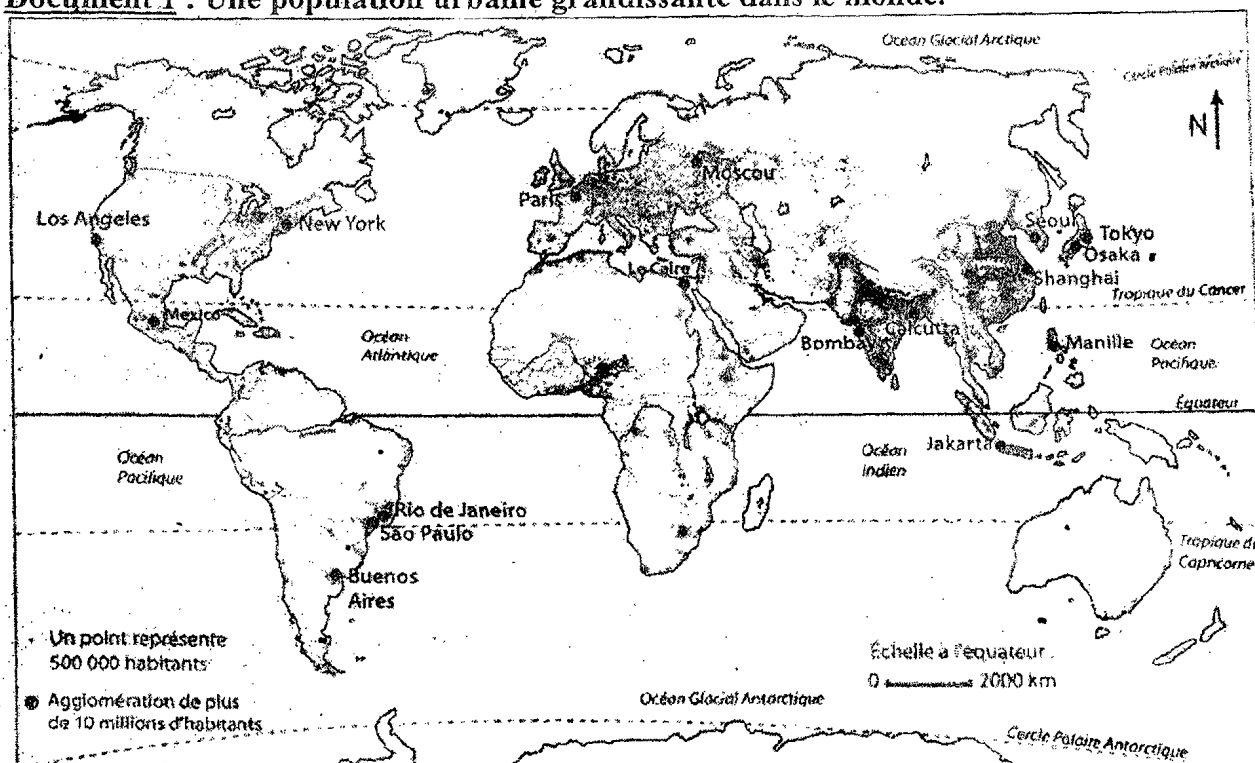 Document 1 : Une population urbaine grandissante dans le monde.
Océan Glacial Arctique
Cercle Polaire Arctique
N
Moscou
Paris
Los Angeles
New York
Séoul
Tokyo
Osaka
Le Caire
Shanghaï
Mexico
Tropique du Cancer
Océan
Atlantique
Calcutta
Bombay
Manille
Océan
Pacifique
Équateur
Océan
Pacifique
Océan
Indien
Jakarta
Rio de Janeiro
São Paulo
Tropique du
Capricorne
Buenos
Aires
Un point représente
500 000 habitants
Échelle à l'équateur
0 2000 km
Agglomération de plus
de 10 millions d'habitants
Océan Glacial Antarctique
Cercle Polaire Antarctique